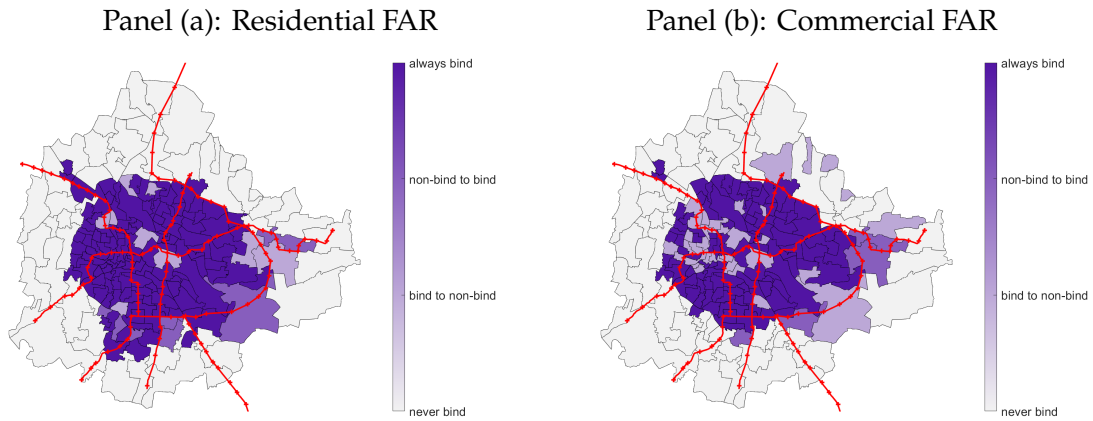 Panel (a): Residential FAR
always bind
non-bind to bind
bind to non-bind
never bind
Panel (b): Commercial FAR
always bind
non-bind to bind
bind to non-bind
never bind